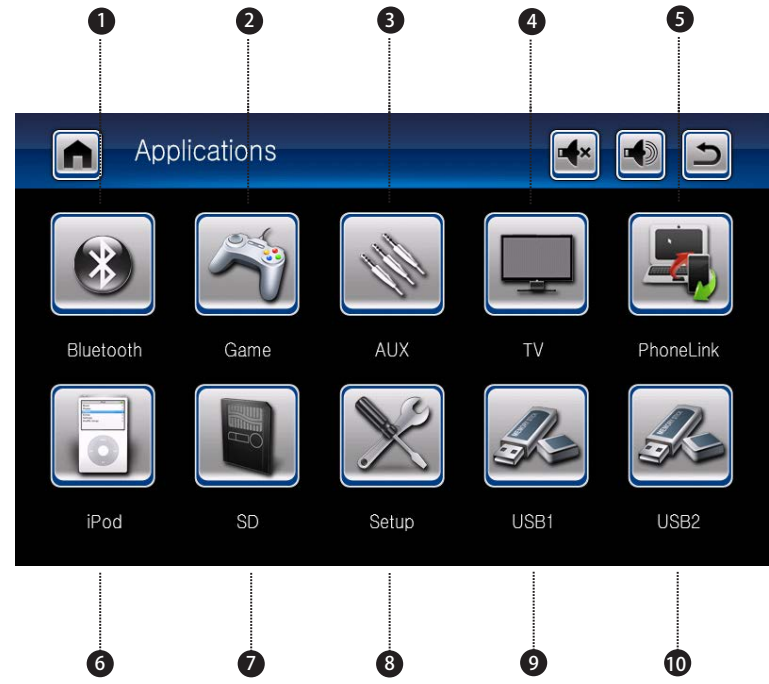 1 2 3 4 5
Applications
Bluetooth Game AUX TV PhoneLink
iPod SD Setup USB1 USB2
6 7 8 9 10